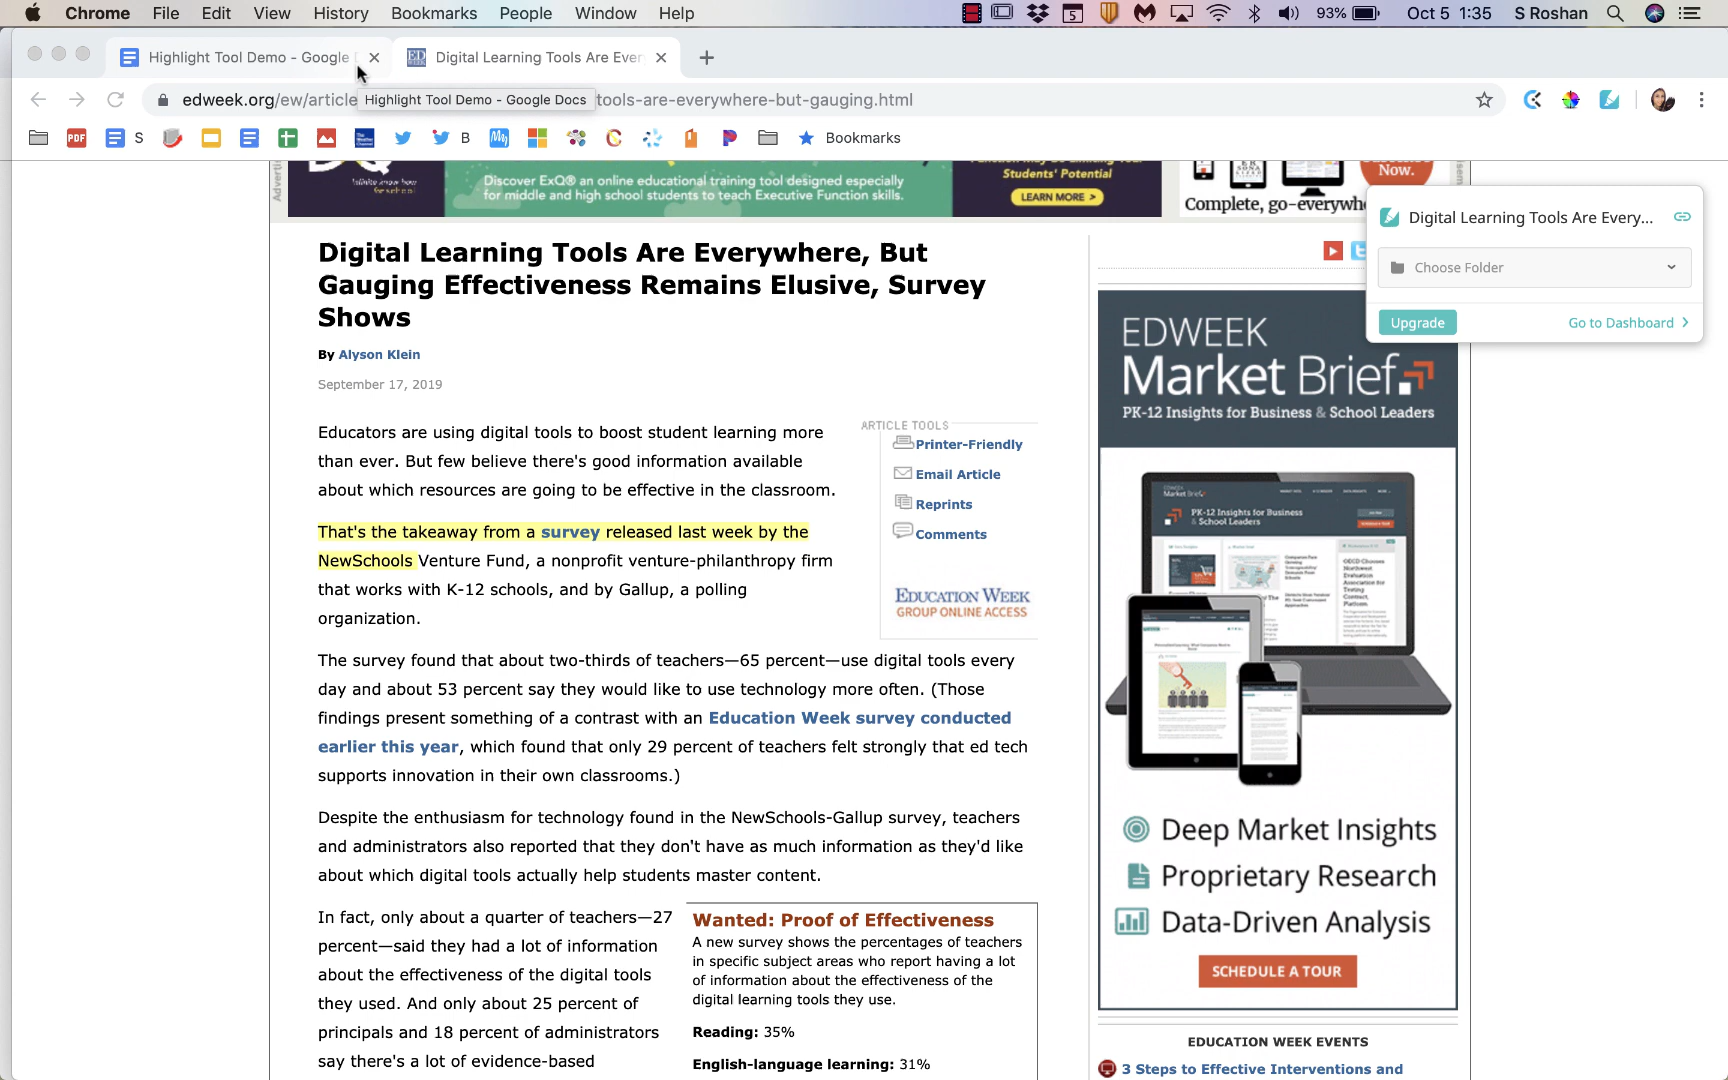 Chrome File Edit View History Bookmarks People Window Help
5 93% Oct 5 1:35 S Roshan
Highlight Tool Demo - Google
ED WEEK Digital Learning Tools Are Ever
edweek.org/ew/article
Highlight Tool Demo - Google Docs
tools-are-everywhere-but-gauging.html
PDF S B Bookmarks
Discover ExQ® an online educational training tool designed especially
for middle and high school students to teach Executive Function skills.
Students' Potential
LEARN MORE >
Now.
Complete, go-everywhe
Digital Learning Tools Are Every...
Choose Folder
Upgrade
Go to Dashboard >
Digital Learning Tools Are Everywhere, But
Gauging Effectiveness Remains Elusive, Survey
Shows
By Alyson Klein
September 17, 2019
Educators are using digital tools to boost student learning more
than ever. But few believe there's good information available
about which resources are going to be effective in the classroom.
That's the takeaway from a survey released last week by the
NewSchools Venture Fund, a nonprofit venture-philanthropy firm
that works with K-12 schools, and by Gallup, a polling
organization.
ARTICLE TOOLS
Printer-Friendly
Email Article
Reprints
Comments
EDUCATION WEEK
GROUP ONLINE ACCESS
The survey found that about two-thirds of teachers—65 percent—use digital tools every
day and about 53 percent say they would like to use technology more often. (Those
findings present something of a contrast with an Education Week survey conducted
earlier this year, which found that only 29 percent of teachers felt strongly that ed tech
supports innovation in their own classrooms.)
Despite the enthusiasm for technology found in the NewSchools-Gallup survey, teachers
and administrators also reported that they don't have as much information as they'd like
about which digital tools actually help students master content.
In fact, only about a quarter of teachers—27
percent—said they had a lot of information
about the effectiveness of the digital tools
they used. And only about 25 percent of
principals and 18 percent of administrators
say there's a lot of evidence-based
Wanted: Proof of Effectiveness
A new survey shows the percentages of teachers
in specific subject areas who report having a lot
of information about the effectiveness of the
digital learning tools they use.
Reading: 35%
English-language learning: 31%
EDWEEK
Market Brief
PK-12 Insights for Business & School Leaders
EDWEEK
Market Brief
PK-12 Insights for Business
& School Leaders
Deep Market Insights
Proprietary Research
Data-Driven Analysis
SCHEDULE A TOUR
EDUCATION WEEK EVENTS
3 Steps to Effective Interventions and